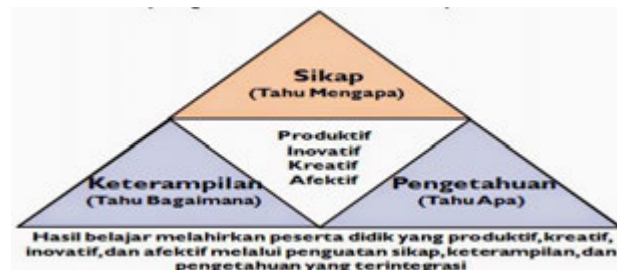 Sikap
(Tahu Mengapa)
Produktif
Inovatif
Kreatif
Afektif
Keterampilan
(Tahu Bagaimana)
Pengetahuan
(Tahu Apa)
Hasil belajar melahirkan peserta didik yang produktif, kreatif,
inovatif, dan afektif melalui penguatan sikap, keterampilan, dan
pengetahuan yang terintegrasi